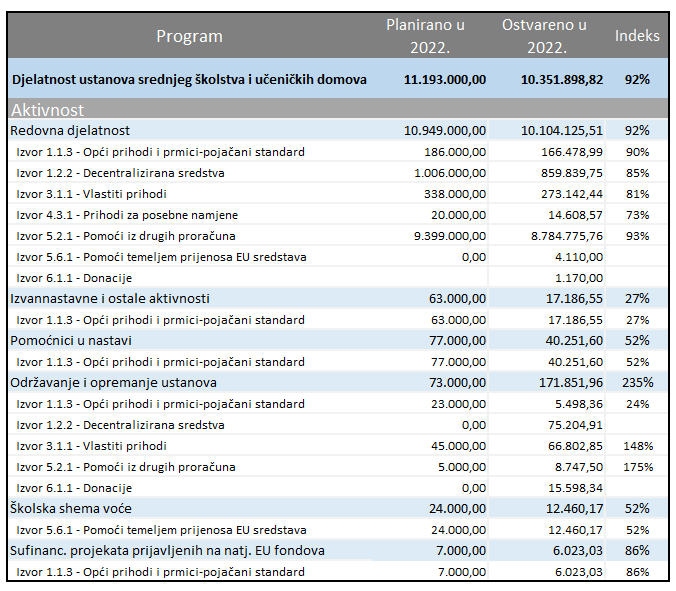 Program Planirano u 2022. Ostvareno u 2022. Indeks
Djelatnost ustanova srednjeg školstva i učeničkih domova 11.193.000,00 10.351.898,82 92%
Aktivnost
Redovna djelatnost 10.949.000,00 10.104.125,51 92%
Izvor 1.1.3 - Opći prihodi i prmici-pojačani standard 186.000,00 166.478,99 90%
Izvor 1.2.2 - Decentralizirana sredstva 1.006.000,00 859.839,75 85%
Izvor 3.1.1 - Vlastiti prihodi 338.000,00 273.142,44 81%
Izvor 4.3.1 - Prihodi za posebne namjene 20.000,00 14.608,57 73%
Izvor 5.2.1 - Pomoći iz drugih proračuna 9.399.000,00 8.784.775,76 93%
Izvor 5.6.1 - Pomoći temeljem prijenosa EU sredstava 0,00 4.110,00
Izvor 6.1.1 - Donacije 1.170,00
Izvannastavne i ostale aktivnosti 63.000,00 17.186,55 27%
Izvor 1.1.3 - Opći prihodi i prmici-pojačani standard 63.000,00 17.186,55 27%
Pomoćnici u nastavi 77.000,00 40.251,60 52%
Izvor 1.1.3 - Opći prihodi i prmici-pojačani standard 77.000,00 40.251,60 52%
Održavanje i opremanje ustanova 73.000,00 171.851,96 235%
Izvor 1.1.3 - Opći prihodi i prmici-pojačani standard 23.000,00 5.498,36 24%
Izvor 1.2.2 - Decentralizirana sredstva 0,00 75.204,91
Izvor 3.1.1 - Vlastiti prihodi 45.000,00 66.802,85 148%
Izvor 5.2.1 - Pomoći iz drugih proračuna 5.000,00 8.747,50 175%
Izvor 6.1.1 - Donacije 0,00 15.598,34
Školska shema voće 24.000,00 12.460,17 52%
Izvor 5.6.1 - Pomoći temeljem prijenosa EU sredstava 24.000,00 12.460,17 52%
Sufinanc. projekata prijavljenih na natj. EU fondova 7.000,00 6.023,03 86%
Izvor 1.1.3 - Opći prihodi i prmici-pojačani standard 7.000,00 6.023,03 86%